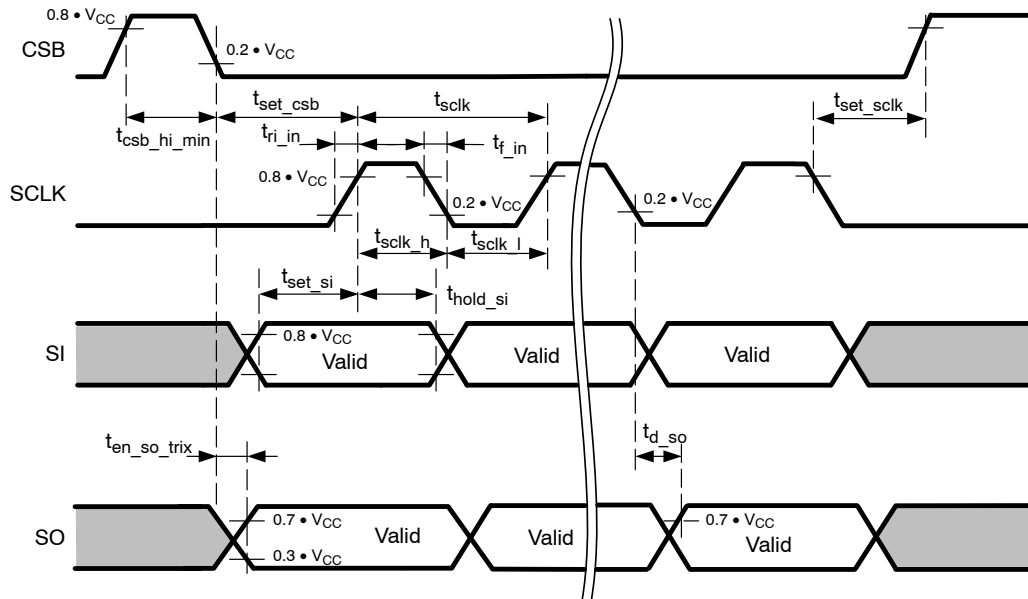 0.8 • VCC
CSB
0.2 • VCC
tset_csb
tsclk
tset_sclk
tcsb_hi_min
tri_in
tf_in
0.8 • VCC
SCLK
0.2 • VCC
0.2 • VCC
tsclk_h
tsclk_l
tset_si
thold_si
0.8 • VCC
SI
Valid
Valid
Valid
ten_so_trix
td_so
0.7 • VCC
0.7 • VCC
SO
Valid
Valid
Valid
0.3 • VCC